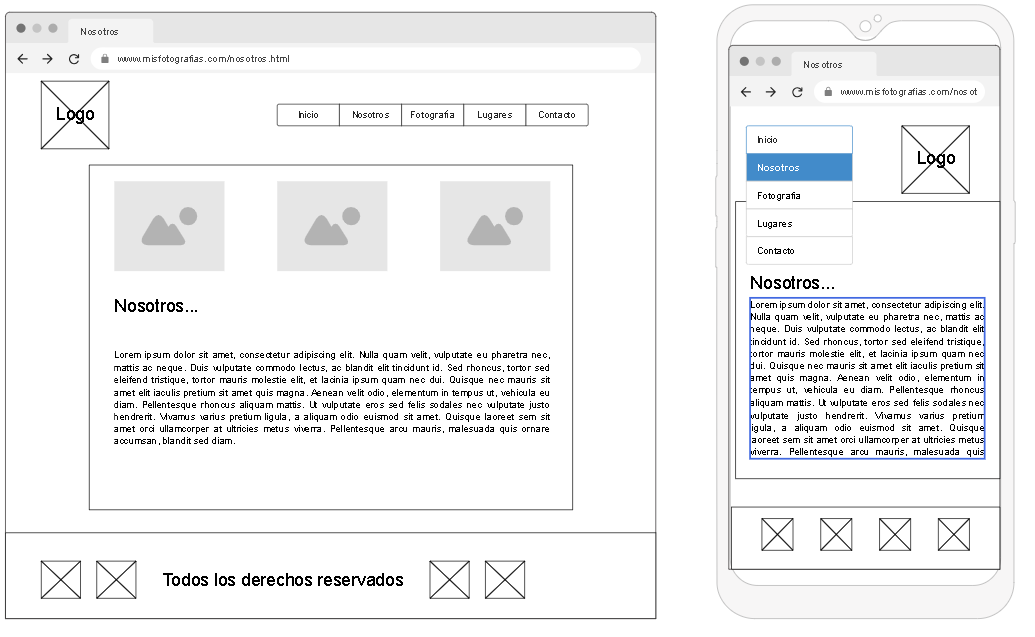 Nosotros
www.misfotografias.com/nosotros.html
Logo
Inicio Nosotros Fotografía Lugares Contacto
Nosotros...
Lorem ipsum dolor sit amet, consectetur adipiscing elit. Nulla quam velit, vulputate eu pharetra nec,
mattis ac neque. Duis vulputate commodo lectus, ac blandit elit tincidunt id. Sed rhoncus, tortor sed
eleifend tristique, tortor mauris molestie elit, et lacinia ipsum quam nec dui. Quisque nec mauris sit
amet elit iaculis pretium sit amet quis magna. Aenean velit odio, elementum in tempus ut, vehicula eu
diam. Pellentesque rhoncus aliquam mattis. Ut vulputate eros sed felis sodales nec vulputate justo
hendrerit. Vivamus varius pretium ligula, a aliquam odio euismod sit amet. Quisque laoreet sem sit
amet orci ullamcorper at ultricies metus viverra. Pellentesque arcu mauris, malesuada quis ornare
accumsan, blandit sed diam.
Todos los derechos reservados
Nosotros
www.misfotografias.com/nosot
Inicio
Nosotros
Fotografía
Lugares
Contacto
Logo
Nosotros...
Lorem ipsum dolor sit amet, consectetur adipiscing elit.
Nulla quam velit, vulputate eu pharetra nec, mattis ac
neque. Duis vulputate commodo lectus, ac blandit elit
tincidunt id. Sed rhoncus, tortor sed eleifend tristique,
tortor mauris molestie elit, et lacinia ipsum quam nec
dui. Quisque nec mauris sit amet elit iaculis pretium sit
amet quis magna. Aenean velit odio, elementum in
tempus ut, vehicula eu diam. Pellentesque rhoncus
aliquam mattis. Ut vulputate eros sed felis sodales nec
vulputate justo hendrerit. Vivamus varius pretium
ligula, a aliquam odio euismod sit amet. Quisque
laoreet sem sit amet orci ullamcorper at ultricies metus
viverra. Pellentesque arcu mauris, malesuada quis